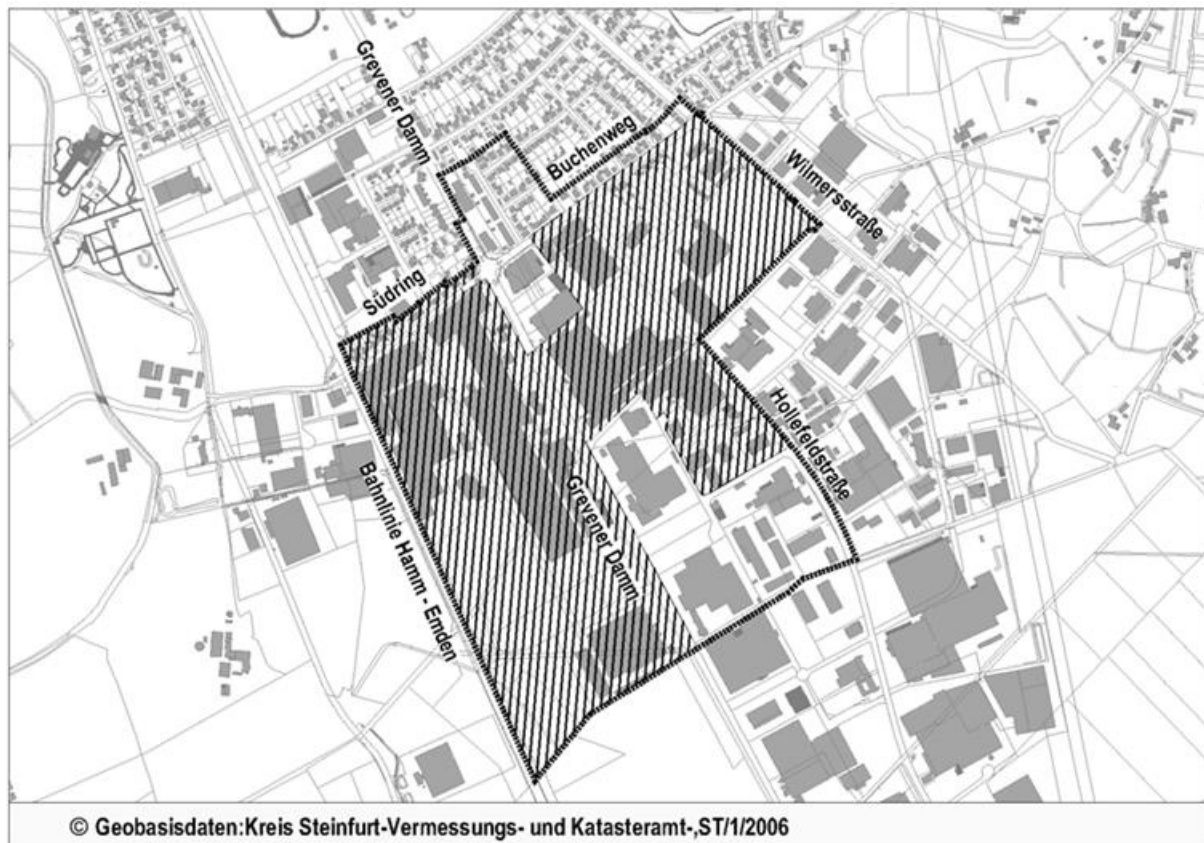 Grevener Damm
Buchenweg
Wilmersstraße
Südring
Hollefeldstraße
Grevener Damm
Bahnlinie Hamm - Emden
© Geobasisdaten:Kreis Steinfurt-Vermessungs- und Katasteramt-,ST/1/2006